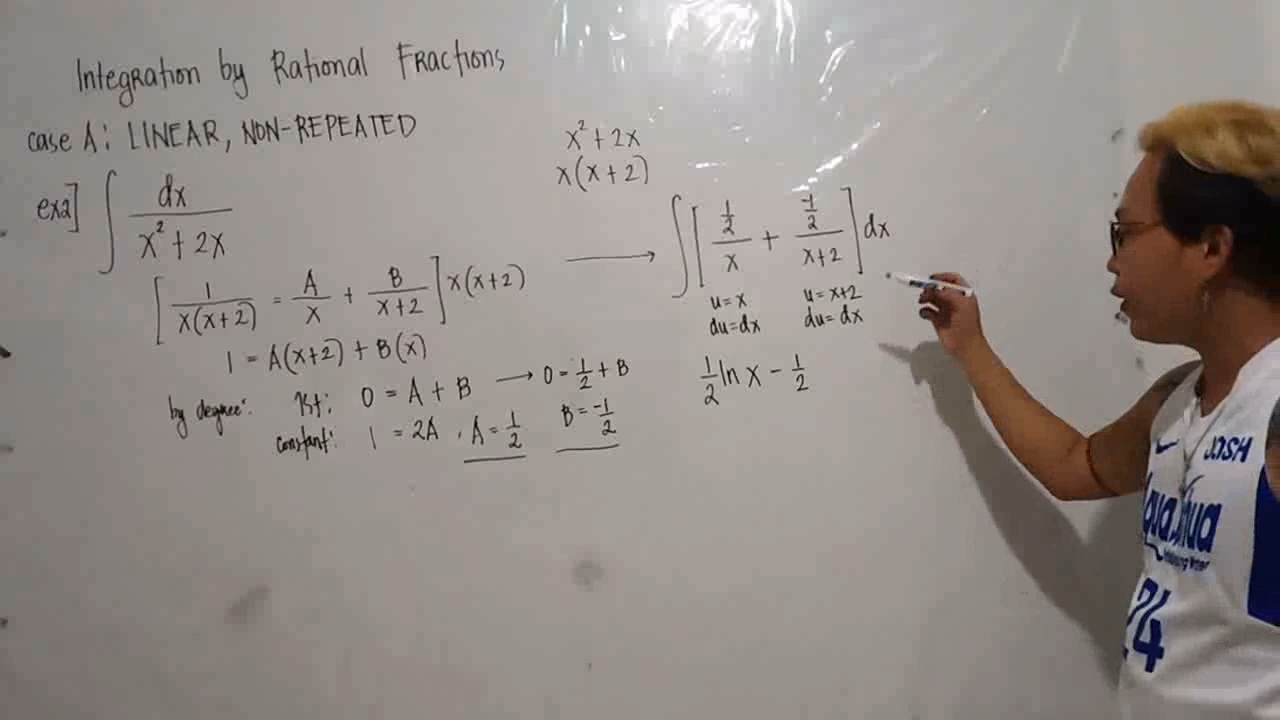 Integration by Rational Fractions
case A: LINEAR, NON-REPEATED
ex2] ∫ dx / (x² + 2x)
[1 / (x(x+2)) = A/x + B/(x+2)] x(x+2)
1 = A(x+2) + B(x)
by degree: 1st: 0 = A + B → 0 = 1/2 + B
constant: 1 = 2A , A = 1/2 B = -1/2
x² + 2x
x(x+2)
→ ∫ [(1/2)/x + (-1/2)/(x+2)] dx
u = x u = x+2
du = dx du = dx
1/2 ln x - 1/2
JOSH
24